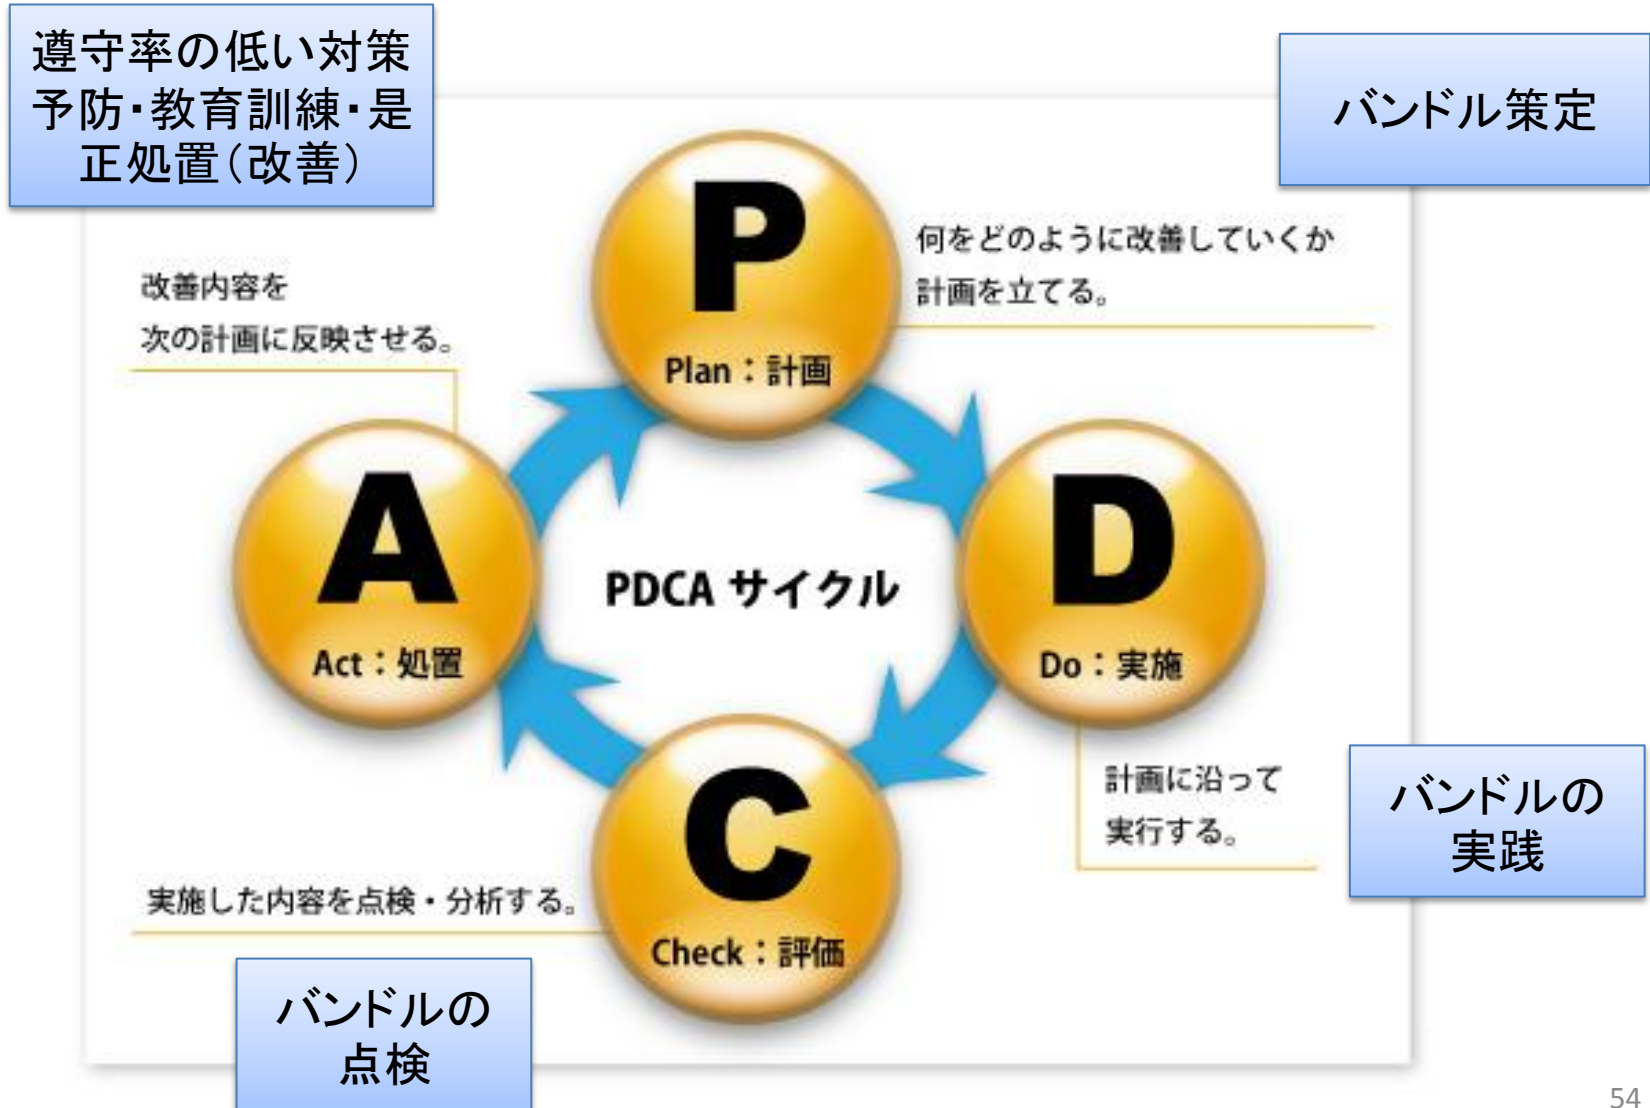 遵守率の低い対策
予防・教育訓練・是
正処置(改善)
バンドル策定
P
Plan:計画
何をどのように改善していくか
計画を立てる。
改善内容を
次の計画に反映させる。
A
Act:処置
PDCA サイクル
D
Do:実施
計画に沿って
実行する。
バンドルの
実践
C
Check:評価
実施した内容を点検・分析する。
バンドルの
点検
54